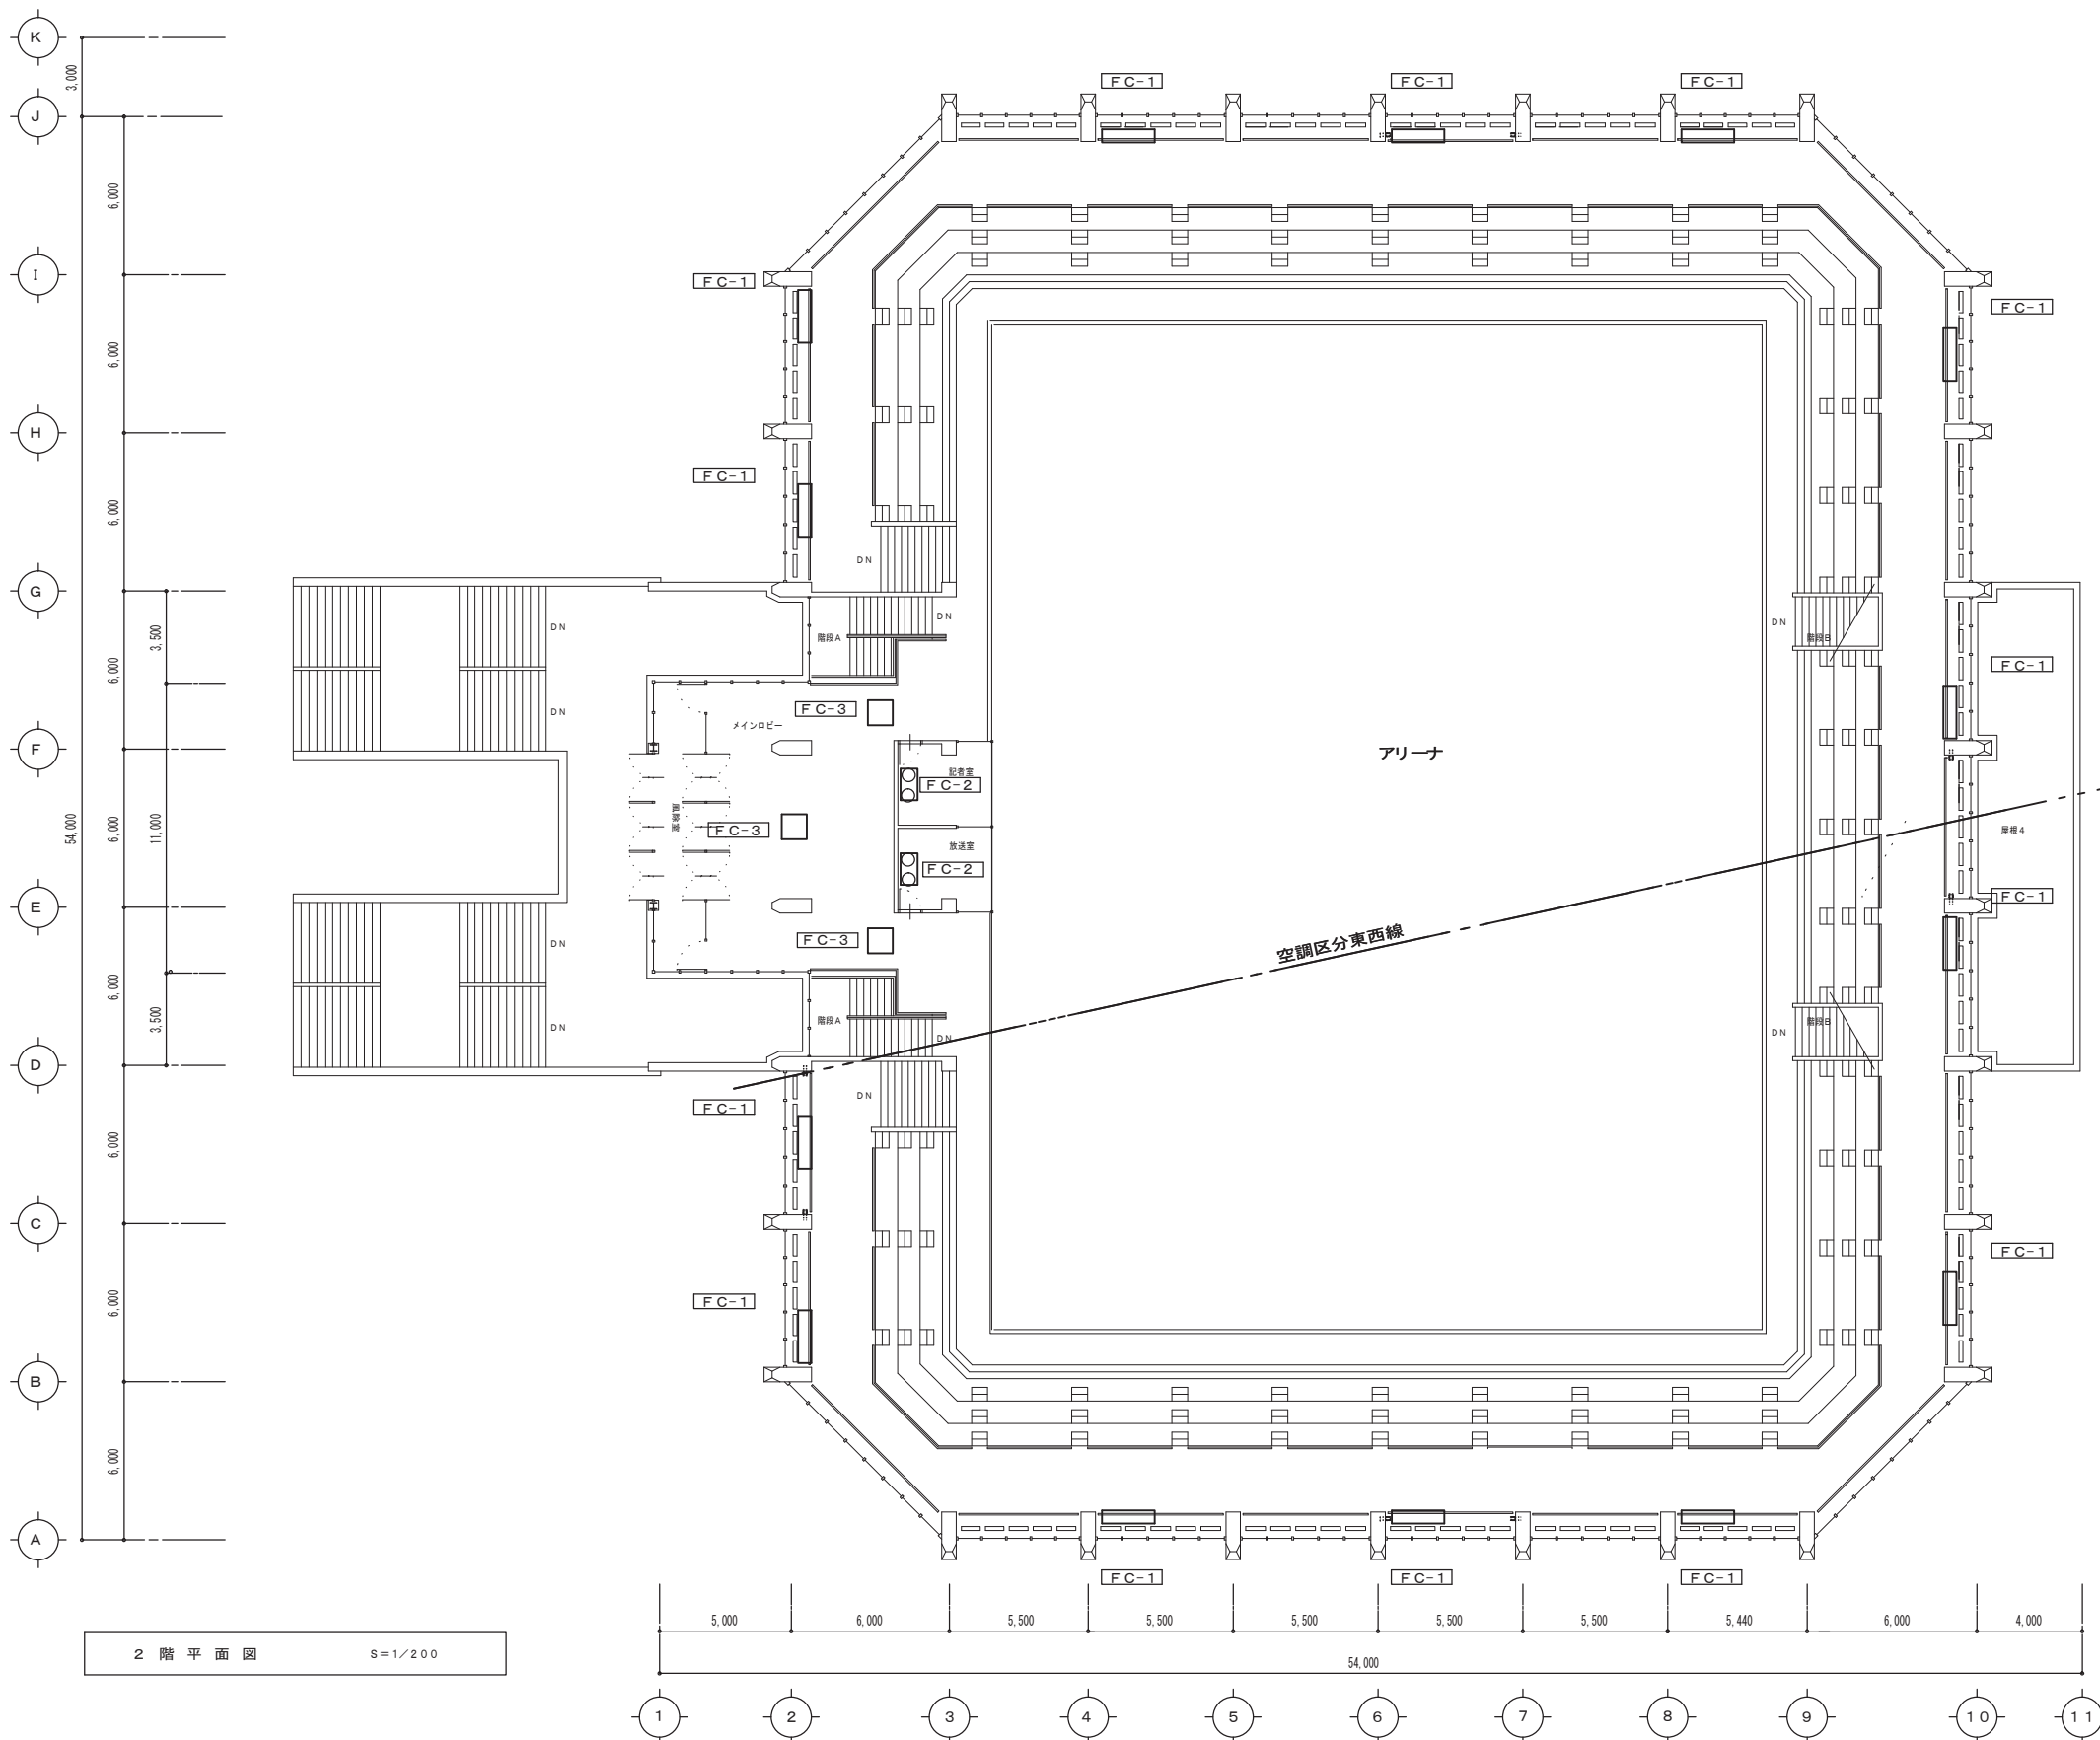 K
3,000
FC-1
FC-1
FC-1
J
6,000
I
FC-1
FC-1
6,000
H
FC-1
6,000
DN
G
3,500
DN
DN
階段A
DN
階段B
6,000
FC-1
FC-3
DN
メインロビー
F
アリーナ
記者室
FC-2
54,000
6,000
11,000
風除室
FC-3
屋根4
放送室
FC-2
FC-1
E
空調区分東西線
FC-3
DN
6,000
3,500
DN
階段A
DN
DN
階段B
D
DN
FC-1
6,000
C
FC-1
FC-1
6,000
B
6,000
A
FC-1
FC-1
FC-1
5,000
6,000
5,500
5,500
5,500
5,500
5,500
5,440
6,000
4,000
2階平面図
S=1/200
54,000
1
2
3
4
5
6
7
8
9
10
11